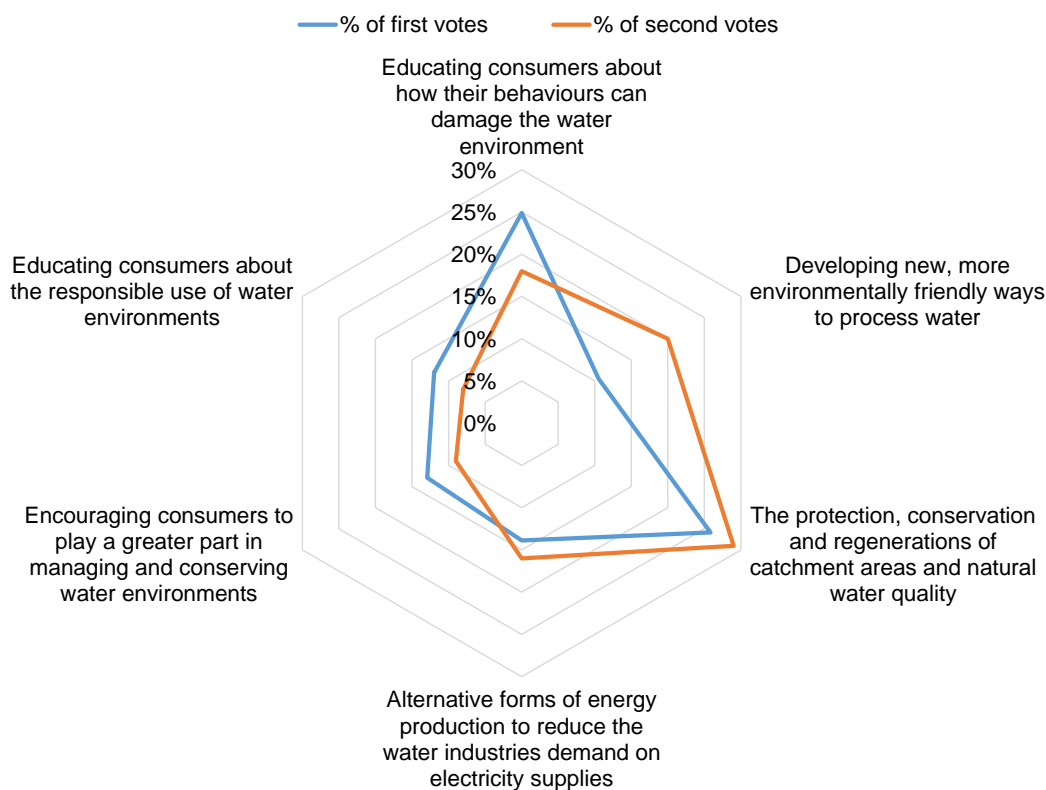 % of first votes
% of second votes
Educating consumers about
how their behaviours can
damage the water
environment
30%
25%
20%
15%
10%
5%
0%
Developing new, more
environmentally friendly ways
to process water
The protection, conservation
and regenerations of
catchment areas and natural
water quality
Alternative forms of energy
production to reduce the
water industries demand on
electricity supplies
Encouraging consumers to
play a greater part in
managing and conserving
water environments
Educating consumers about
the responsible use of water
environments